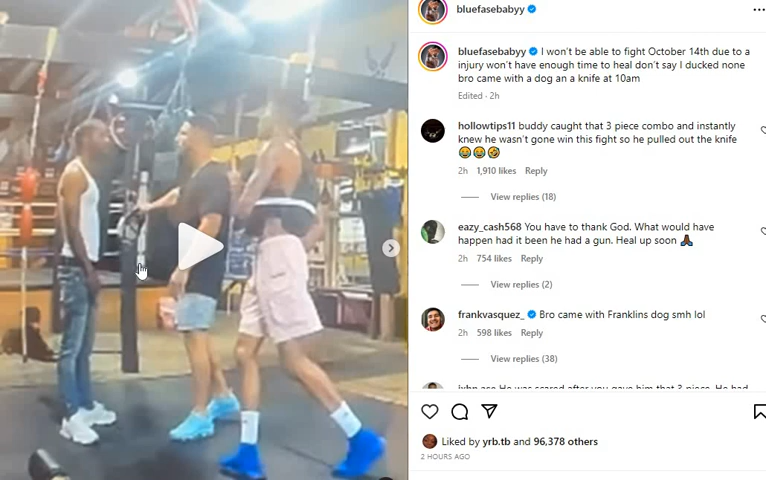 bluefasebabyy
bluefasebabyy I won't be able to fight October 14th due to a
injury won't have enough time to heal don't say I ducked none
bro came with a dog an a knife at 10am
Edited · 2h
hollowtips11 buddy caught that 3 piece combo and instantly
knew he wasn't gone win this fight so he pulled out the knife
😂😂🤣
2h 1,910 likes Reply
View replies (18)
eazy_cash568 You have to thank God. What would have
happen had it been he had a gun. Heal up soon 🙏🏾
2h 754 likes Reply
View replies (2)
frankvasquez_ Bro came with Franklins dog smh lol
2h 598 likes Reply
View replies (38)
He was scared after you gave him that 3 piece. He had
Liked by yrb.tb and 96,378 others
2 HOURS AGO